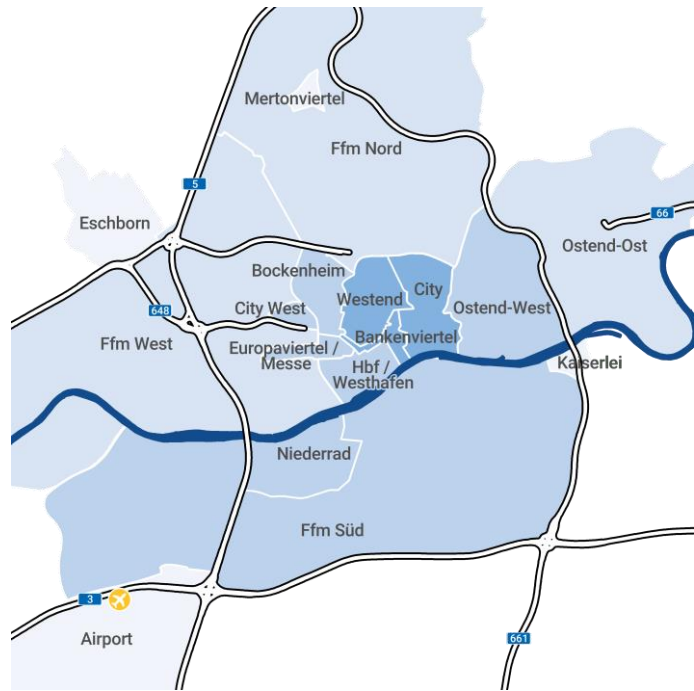 Mertonviertel
Ffm Nord
5
66
Eschborn
Ostend-Ost
Bockenheim
City
Westend
City West
Ostend-West
648
Bankenviertel
Ffm West
Europaviertel /
Messe
Kaiserlei
Hbf /
Westhafen
Niederrad
Ffm Süd
3
Airport
661